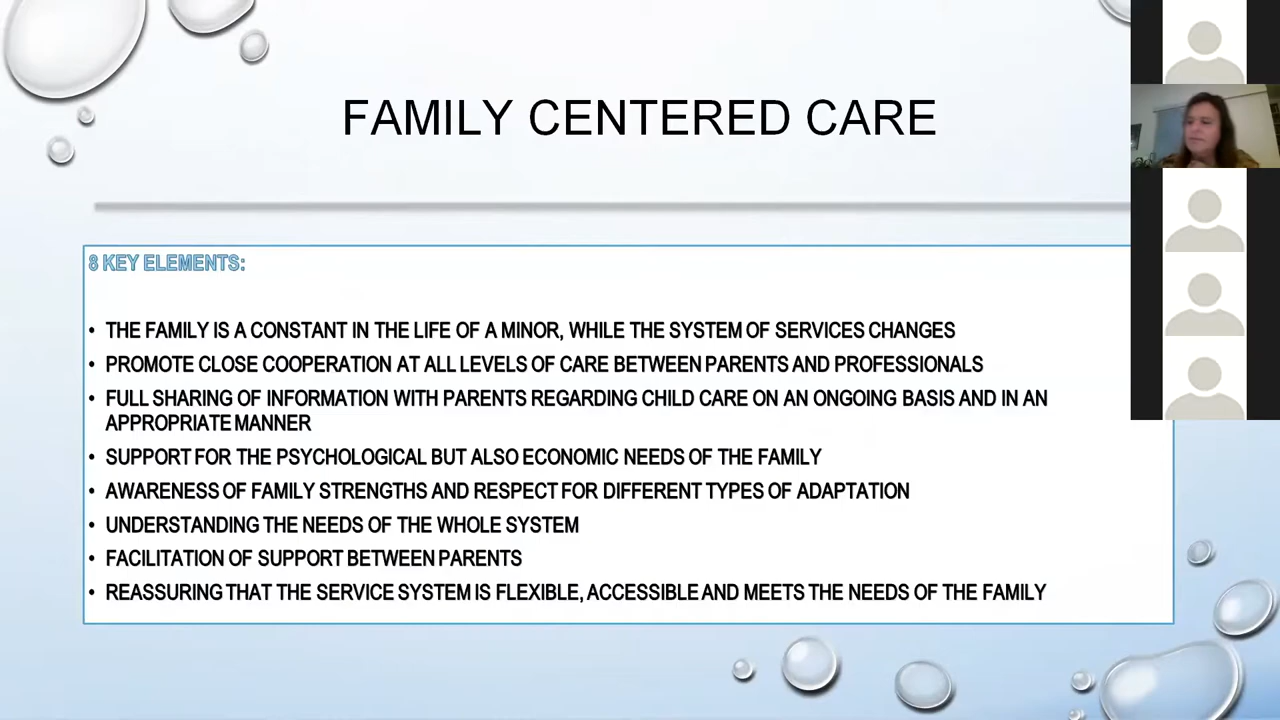 FAMILY CENTERED CARE
8 KEY ELEMENTS:
• THE FAMILY IS A CONSTANT IN THE LIFE OF A MINOR, WHILE THE SYSTEM OF SERVICES CHANGES
• PROMOTE CLOSE COOPERATION AT ALL LEVELS OF CARE BETWEEN PARENTS AND PROFESSIONALS
• FULL SHARING OF INFORMATION WITH PARENTS REGARDING CHILD CARE ON AN ONGOING BASIS AND IN AN
APPROPRIATE MANNER
• SUPPORT FOR THE PSYCHOLOGICAL BUT ALSO ECONOMIC NEEDS OF THE FAMILY
• AWARENESS OF FAMILY STRENGTHS AND RESPECT FOR DIFFERENT TYPES OF ADAPTATION
• UNDERSTANDING THE NEEDS OF THE WHOLE SYSTEM
• FACILITATION OF SUPPORT BETWEEN PARENTS
• REASSURING THAT THE SERVICE SYSTEM IS FLEXIBLE, ACCESSIBLE AND MEETS THE NEEDS OF THE FAMILY